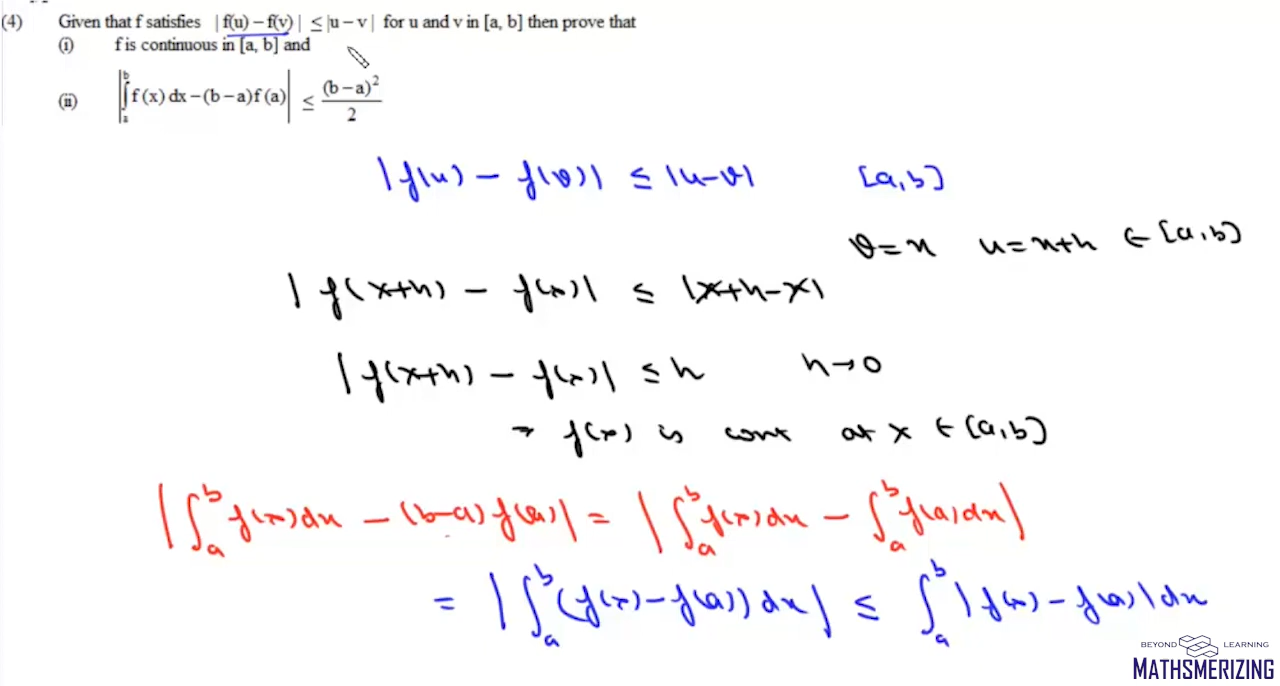 (4) Given that f satisfies | f(u) – f(v) | ≤ |u – v | for u and v in [a, b] then prove that
(i) f is continuous in [a, b] and
(ii) |∫ₐᵇ f (x) dx – (b – a)f (a)| ≤ (b – a)² / 2
|f(u) – f(v)| ≤ |u–v| [a,b]
v=x u=x+h ∈ [a,b]
| f(x+h) – f(x)| ≤ |x+h–x|
| f(x+h) – f(x)| ≤ h h→0
⇒ f(x) is cont at x ∈ [a,b]
|∫ₐᵇ f(x)dx – (b–a) f(a)| = |∫ₐᵇ f(x)dx – ∫ₐᵇ f(a)dx|
= |∫ₐᵇ (f(x) – f(a)) dx| ≤ ∫ₐᵇ |f(x) – f(a)| dx
BEYOND LEARNING
MATHSMERIZING